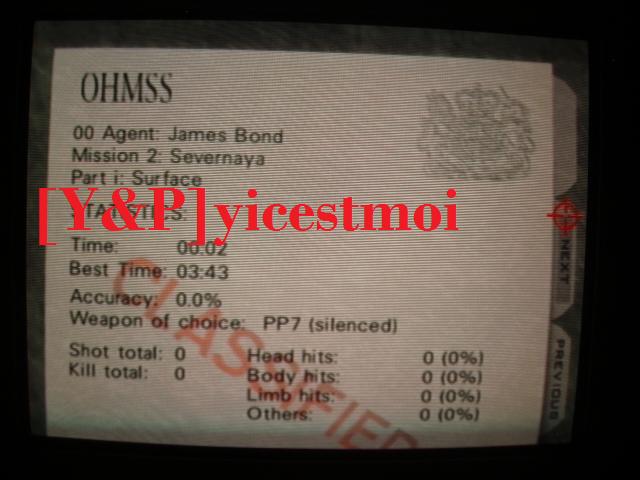 OHMSS
00 Agent: James Bond
Mission 2: Severnaya
Part i: Surface
[Y&P]yicestmoi
STATISTICS:
Time: 00:02
Best Time: 03:43
Accuracy: 0.0%
Weapon of choice: PP7 (silenced)
Shot total: 0
Kill total: 0
Head hits: 0 (0%)
Body hits: 0 (0%)
Limb hits: 0 (0%)
Others: 0 (0%)
CLASSIFIED
NEXT
PREVIOUS